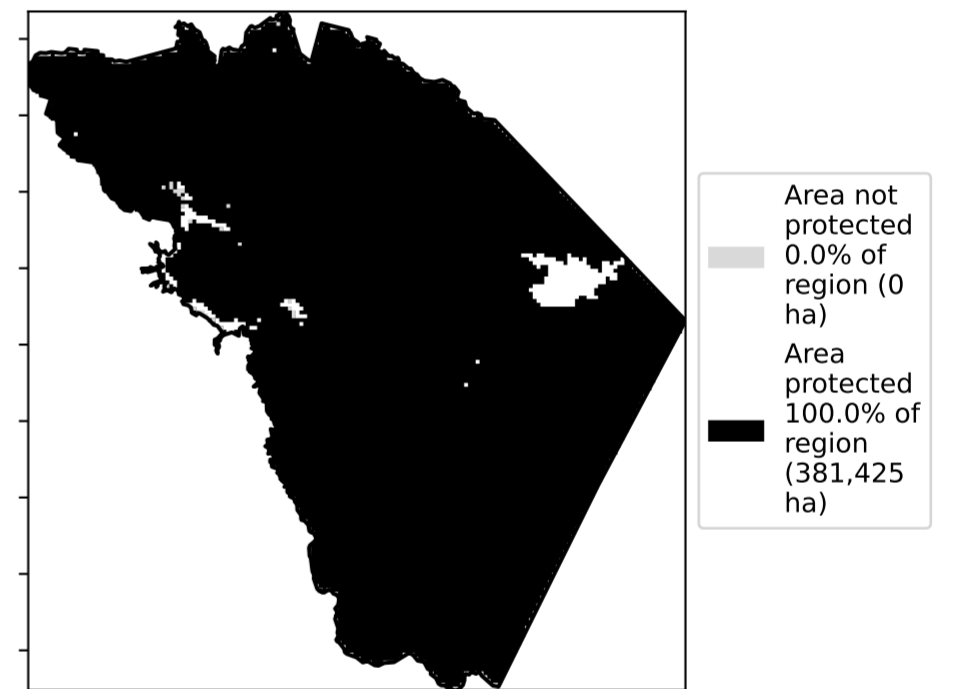 Area not
protected
0.0% of
region (0
ha)
Area
protected
100.0% of
region
(381,425
ha)